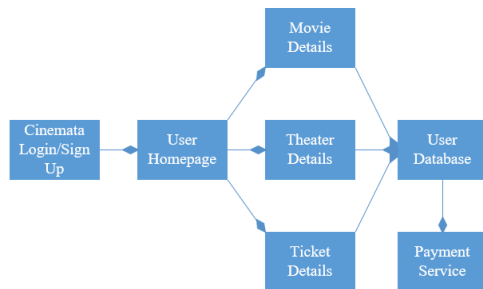 Movie
Details
Cinemata
Login/Sign
Up
User
Homepage
Theater
Details
User
Database
Ticket
Details
Payment
Service